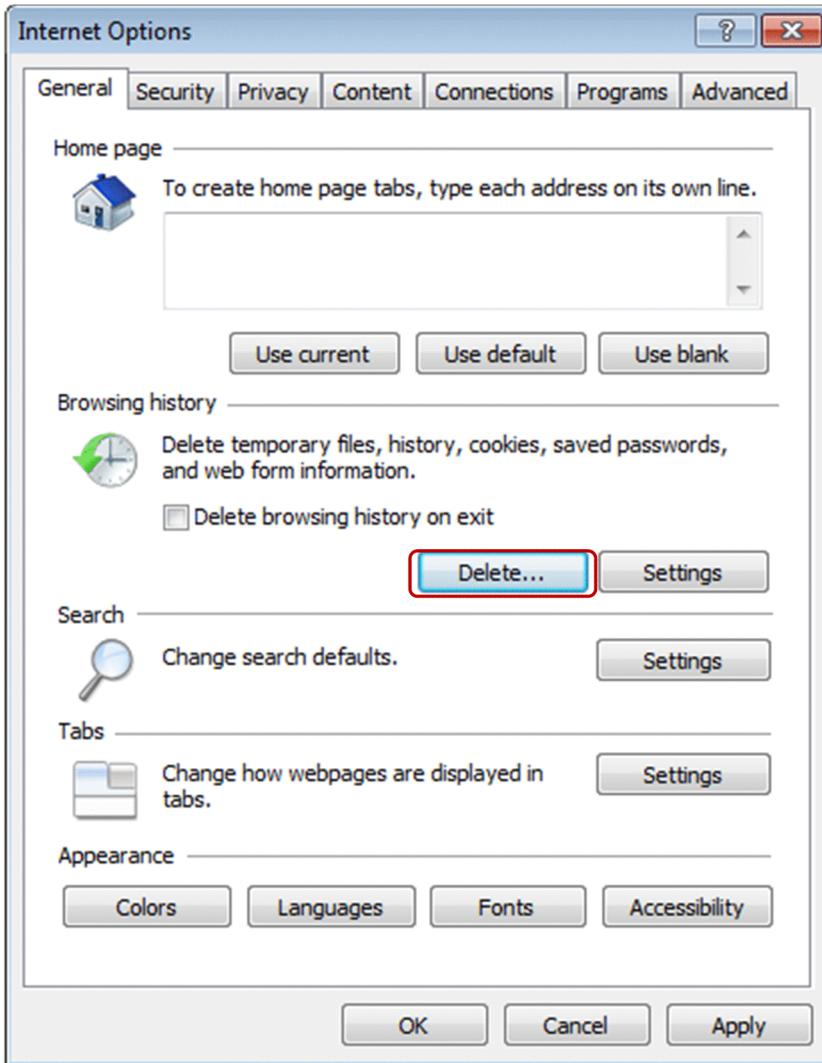 Internet Options
General Security Privacy Content Connections Programs Advanced
Home page
To create home page tabs, type each address on its own line.
Use current Use default Use blank
Browsing history
Delete temporary files, history, cookies, saved passwords,
and web form information.
Delete browsing history on exit
Delete... Settings
Search
Change search defaults.
Settings
Tabs
Change how webpages are displayed in
tabs.
Settings
Appearance
Colors Languages Fonts Accessibility
OK Cancel Apply